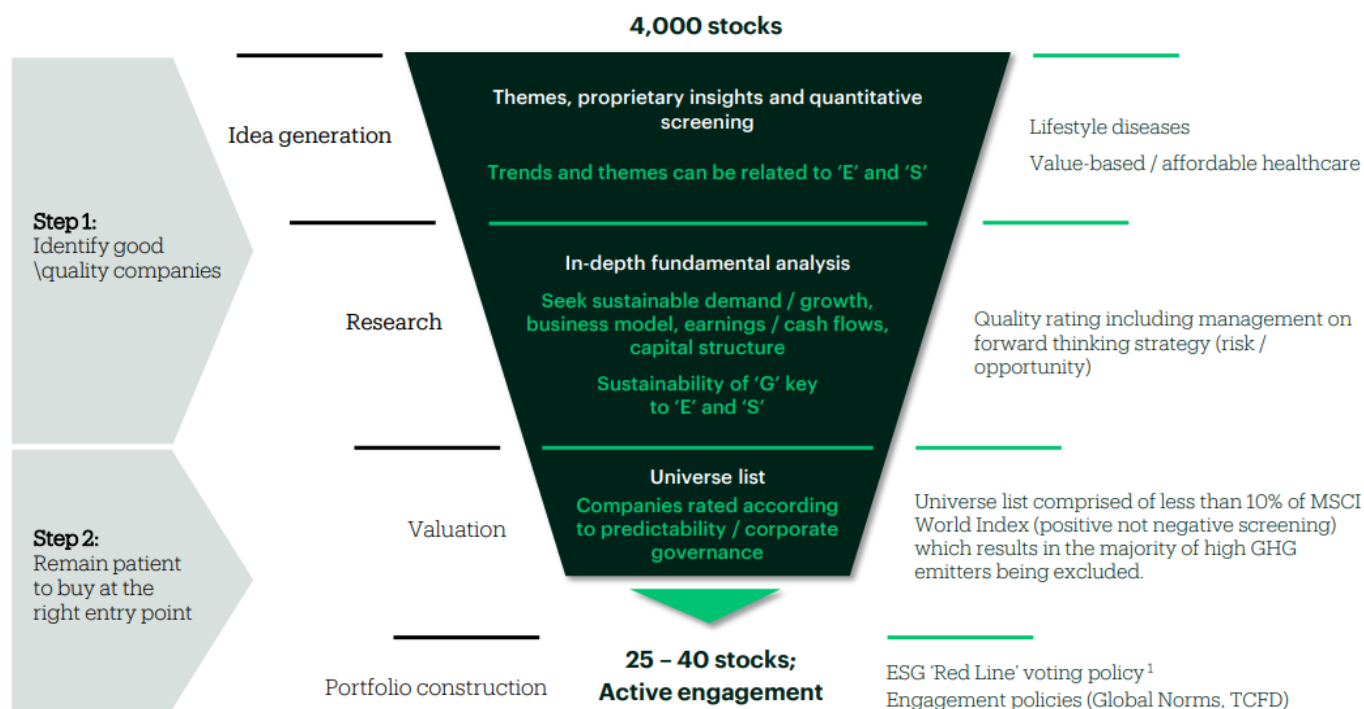 4,000 stocks
Step 1:
Identify good
\quality companies
Idea generation
Themes, proprietary insights and quantitative
screening
Trends and themes can be related to ‘E’ and ‘S’
Lifestyle diseases
Value-based / affordable healthcare
Research
In-depth fundamental analysis
Seek sustainable demand / growth,
business model, earnings / cash flows,
capital structure
Sustainability of ‘G’ key
to ‘E’ and ‘S’
Quality rating including management on
forward thinking strategy (risk /
opportunity)
Step 2:
Remain patient
to buy at the
right entry point
Valuation
Universe list
Companies rated according
to predictability / corporate
governance
Universe list comprised of less than 10% of MSCI
World Index (positive not negative screening)
which results in the majority of high GHG
emitters being excluded.
Portfolio construction
25 – 40 stocks;
Active engagement
ESG ‘Red Line’ voting policy ¹
Engagement policies (Global Norms, TCFD)